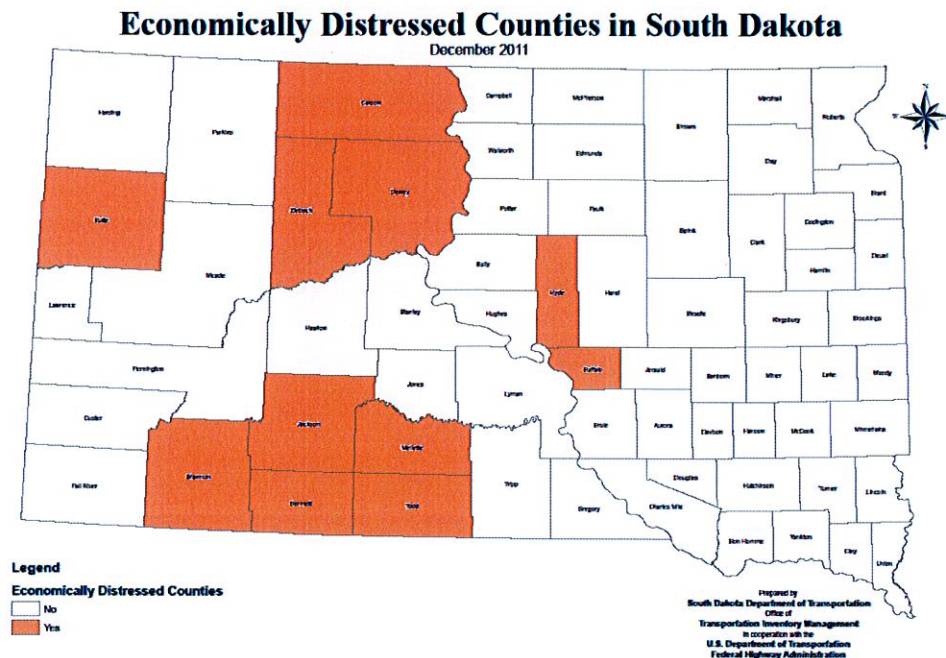 Economically Distressed Counties in South Dakota
December 2011
Harding
Perkins
Corson
Campbell
McPherson
Brown
Marshall
Roberts
Walworth
Edmunds
Day
Butte
Ziebach
Dewey
Potter
Faulk
Spink
Clark
Codington
Grant
Hamlin
Deuel
Meade
Sully
Hyde
Hand
Lawrence
Haakon
Stanley
Hughes
Beadle
Kingsbury
Brookings
Pennington
Jones
Lyman
Buffalo
Jerauld
Sanborn
Miner
Lake
Moody
Custer
Jackson
Mellette
Brule
Aurora
Davison
Hanson
McCook
Minnehaha
Fall River
Shannon
Bennett
Todd
Tripp
Gregory
Charles Mix
Douglas
Hutchinson
Turner
Lincoln
Bon Homme
Yankton
Clay
Union
Legend
Economically Distressed Counties
No
Yes
Prepared by
South Dakota Department of Transportation
Office of
Transportation Inventory Management
in cooperation with the
U.S. Department of Transportation
Federal Highway Administration